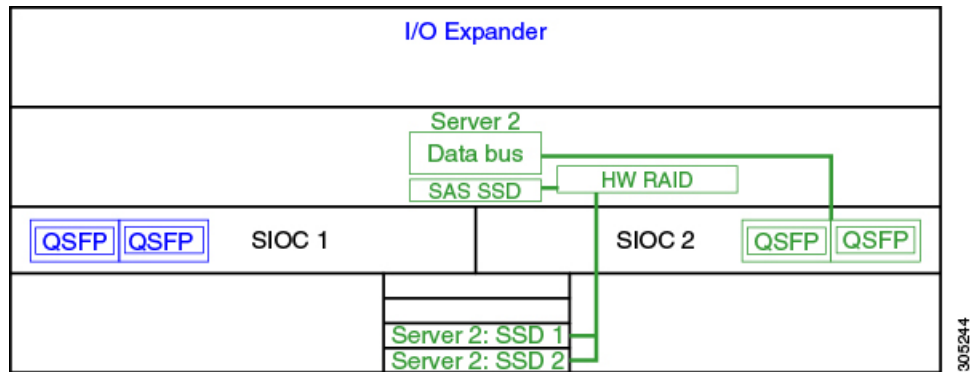 I/O Expander
Server 2
Data bus
SAS SSD
HW RAID
QSFP QSFP SIOC 1 SIOC 2 QSFP QSFP
Server 2: SSD 1
Server 2: SSD 2
305244